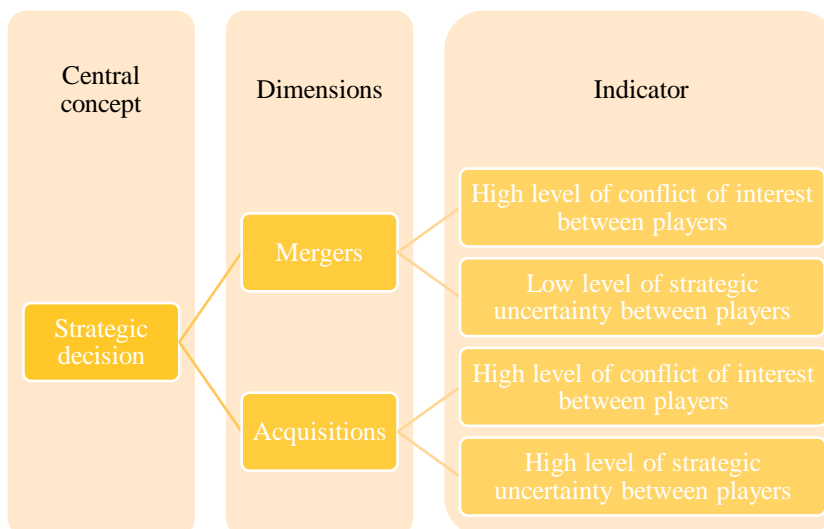 Central
concept
Dimensions
Indicator
Strategic
decision
Mergers
Acquisitions
High level of conflict of interest
between players
Low level of strategic
uncertainty between players
High level of conflict of interest
between players
High level of strategic
uncertainty between players